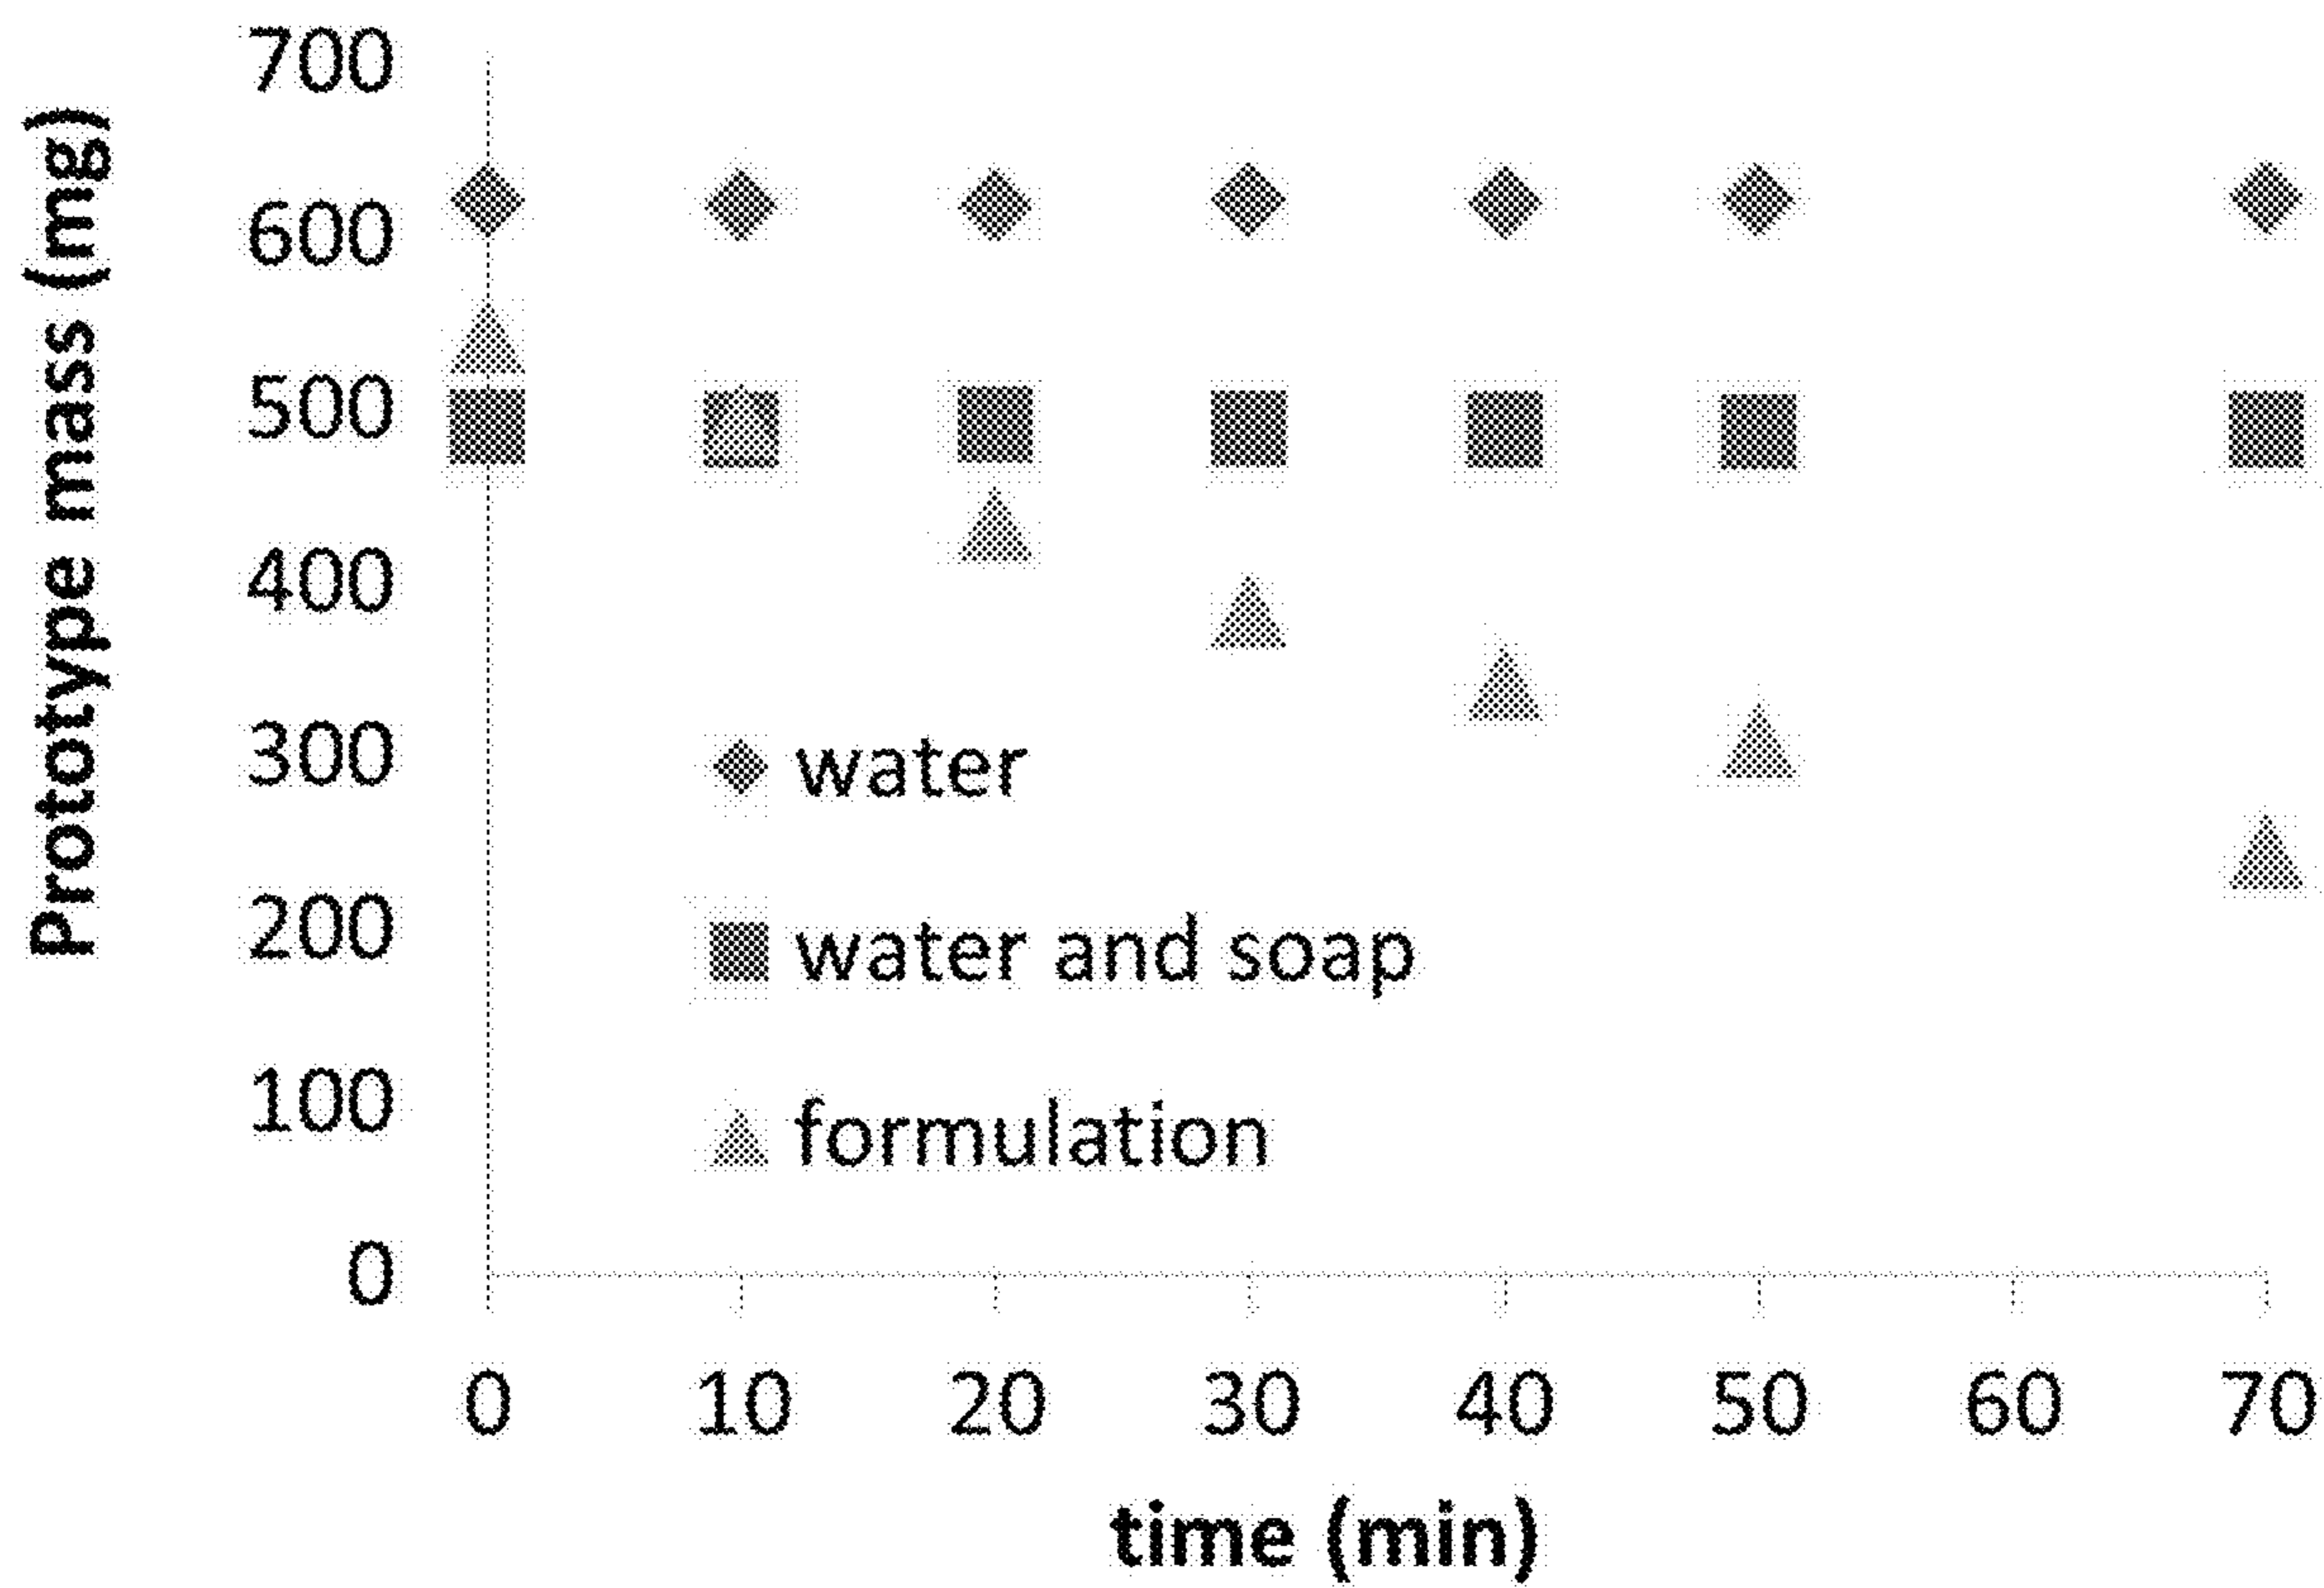 Prototype mass (mg)
700
600
500
400
300
200
100
0
water
water and soap
formulation
0 10 20 30 40 50 60 70
time (min)